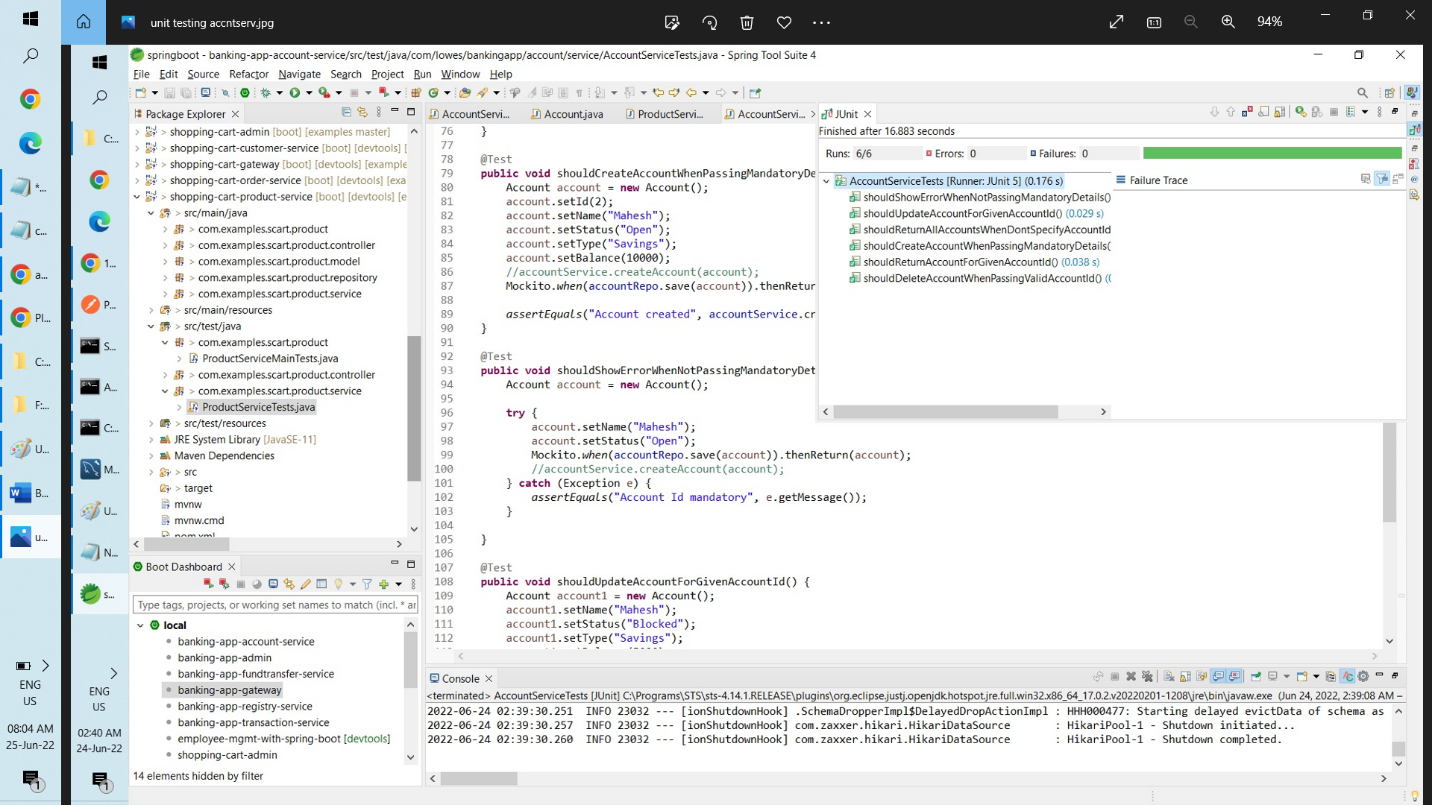 unit testing accntserv.jpg
94%
springboot - banking-app-account-service/src/test/java/com/lowes/bankingapp/account/service/AccountServiceTests.java - Spring Tool Suite 4
File Edit Source Refactor Navigate Search Project Run Window Help
Package Explorer
> shopping-cart-admin [boot] [examples master]
> shopping-cart-customer-service [boot] [devtools] [
> shopping-cart-gateway [boot] [devtools] [example
> shopping-cart-order-service [boot] [devtools] [exa
> shopping-cart-product-service [boot] [devtools] [e
> src/main/java
> com.examples.scart.product
> com.examples.scart.product.controller
> com.examples.scart.product.model
> com.examples.scart.product.repository
> com.examples.scart.product.service
> src/main/resources
> src/test/java
> com.examples.scart.product
> ProductServiceMainTests.java
> com.examples.scart.product.controller
> com.examples.scart.product.service
ProductServiceTests.java
> src/test/resources
JRE System Library [JavaSE-11]
Maven Dependencies
> src
> target
mvnw
mvnw.cmd
pom.xml
Boot Dashboard
Type tags, projects, or working set names to match (incl. * ar
local
banking-app-account-service
banking-app-admin
banking-app-fundtransfer-service
banking-app-gateway
banking-app-registry-service
banking-app-transaction-service
employee-mgmt-with-spring-boot [devtools]
shopping-cart-admin
14 elements hidden by filter
AccountServi... Account.java ProductServi... AccountServi...
76 }
77
78 @Test
79 public void shouldCreateAccountWhenPassingMandatoryDe
80 Account account = new Account();
81 account.setId(2);
82 account.setName("Mahesh");
83 account.setStatus("Open");
84 account.setType("Savings");
85 account.setBalance(10000);
86 //accountService.createAccount(account);
87 Mockito.when(accountRepo.save(account)).thenRetur
88
89 assertEquals("Account created", accountService.cr
90 }
91
92 @Test
93 public void shouldShowErrorWhenNotPassingMandatoryDet
94 Account account = new Account();
95
96 try {
97 account.setName("Mahesh");
98 account.setStatus("Open");
99 Mockito.when(accountRepo.save(account)).thenReturn(account);
100 //accountService.createAccount(account);
101 } catch (Exception e) {
102 assertEquals("Account Id mandatory", e.getMessage());
103 }
104
105 }
106
107 @Test
108 public void shouldUpdateAccountForGivenAccountId() {
109 Account account1 = new Account();
110 account1.setName("Mahesh");
111 account1.setStatus("Blocked");
112 account1.setType("Savings");
JUnit
Finished after 16.883 seconds
Runs: 6/6 Errors: 0 Failures: 0
AccountServiceTests [Runner: JUnit 5] (0.176 s)
shouldShowErrorWhenNotPassingMandatoryDetails()
shouldUpdateAccountForGivenAccountId() (0.029 s)
shouldReturnAllAccountsWhenDontSpecifyAccountId
shouldCreateAccountWhenPassingMandatoryDetails(
shouldReturnAccountForGivenAccountId() (0.038 s)
shouldDeleteAccountWhenPassingValidAccountId() (
Failure Trace
Console
<terminated> AccountServiceTests [JUnit] C:\Programs\STS\sts-4.14.1.RELEASE\plugins\org.eclipse.justj.openjdk.hotspot.jre.full.win32.x86_64_17.0.2.v20220201-1208\jre\bin\javaw.exe (Jun 24, 2022, 2:39:08 AM –
2022-06-24 02:39:30.251 INFO 23032 --- [ionShutdownHook] .SchemaDropperImpl$DelayedDropActionImpl : HHH000477: Starting delayed evictData of schema as
2022-06-24 02:39:30.257 INFO 23032 --- [ionShutdownHook] com.zaxxer.hikari.HikariDataSource : HikariPool-1 - Shutdown initiated...
2022-06-24 02:39:30.260 INFO 23032 --- [ionShutdownHook] com.zaxxer.hikari.HikariDataSource : HikariPool-1 - Shutdown completed.
*...
c...
a...
Pl...
C:...
F:...
U...
B...
u...
ENG
US
08:04 AM
25-Jun-22
1
C:...
1...
P...
S...
A...
C:...
M...
U...
N...
s...
ENG
US
02:40 AM
24-Jun-22
1